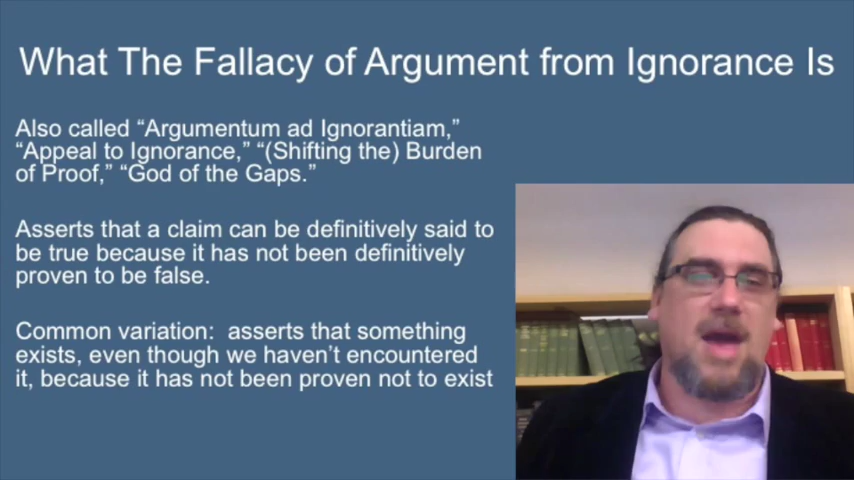 What The Fallacy of Argument from Ignorance Is
Also called “Argumentum ad Ignorantiam,”
“Appeal to Ignorance,” “(Shifting the) Burden
of Proof,” “God of the Gaps.”
Asserts that a claim can be definitively said to
be true because it has not been definitively
proven to be false.
Common variation:  asserts that something
exists, even though we haven’t encountered
it, because it has not been proven not to exist